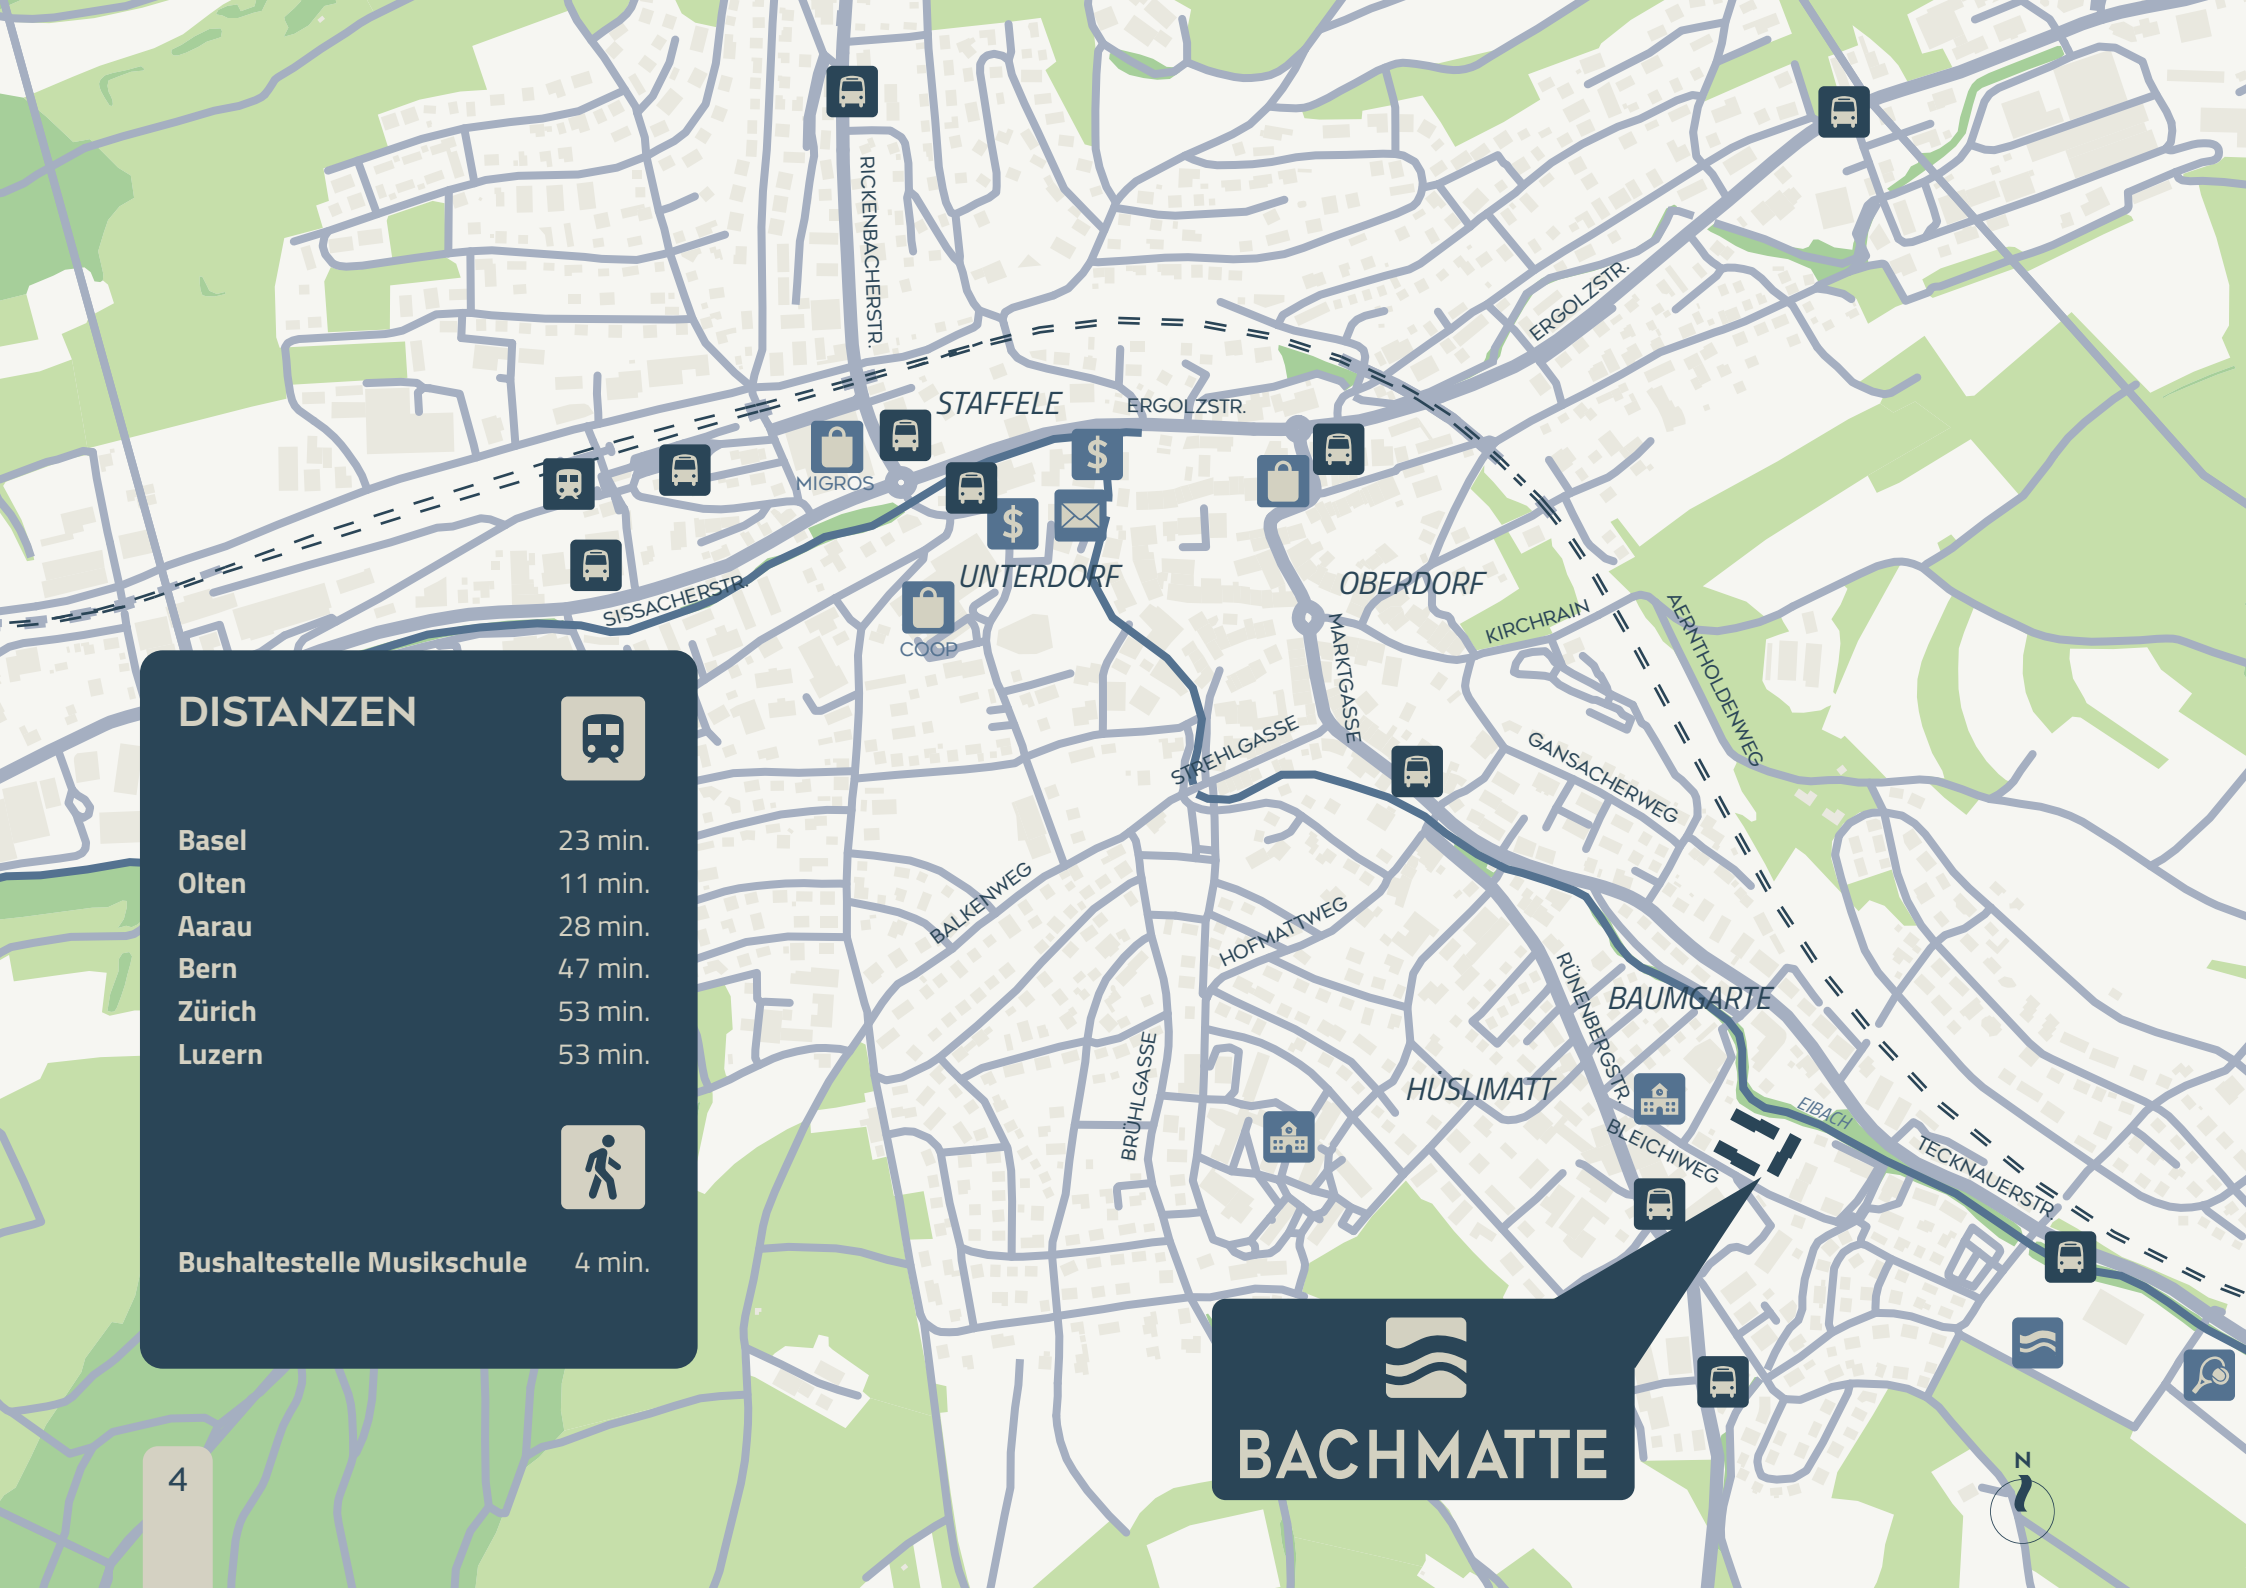 RICKENBACHERSTR.
STAFFELE
ERGOLZSTR.
ERGOLZSTR.
MIGROS
$
$
UNTERDORF
OBERDORF
SISSACHERSTR.
COOP
KIRCHRAIN
AERNTHOLDENWEG
MARKTGASSE
STREHLGASSE
GANSACHERWEG
BALKENWEG
HOFMATTWEG
RÜNENBERGSTR.
BAUMGARTE
BRÜHLGASSE
HÜSLIMATT
EIBACH
BLEICHIWEG
TECKNAUERSTR.
DISTANZEN
Basel 23 min.
Olten 11 min.
Aarau 28 min.
Bern 47 min.
Zürich 53 min.
Luzern 53 min.
Bushaltestelle Musikschule 4 min.
BACHMATTE
N
4